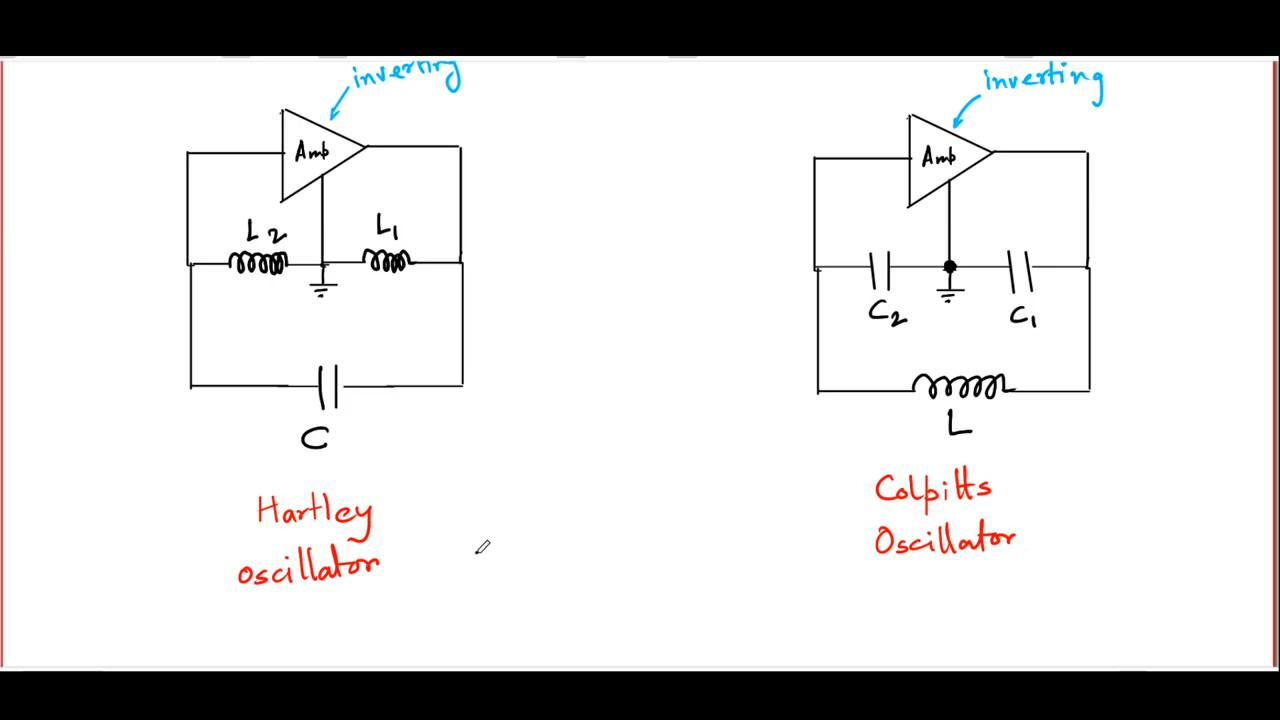 inverting
Amp
L2
L1
C
Hartley
oscillator
inverting
Amp
C2
C1
L
Colpitts
Oscillator